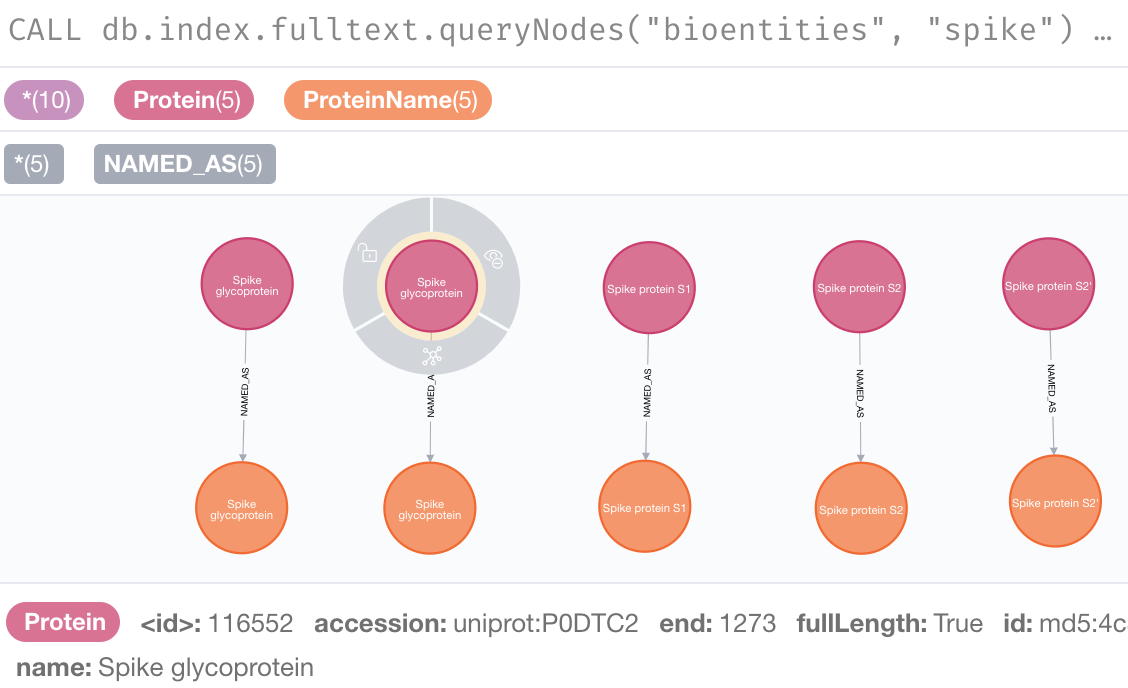 CALL db.index.fulltext.queryNodes("bioentities", "spike") …
*(10) Protein(5) ProteinName(5)
*(5) NAMED_AS(5)
Spike
glycoprotein
Spike
glycoprotein
Spike protein S1
Spike protein S2
Spike protein S2'
NAMED_AS
NAMED_A
NAMED_AS
NAMED_AS
NAMED_AS
Spike
glycoprotein
Spike
glycoprotein
Spike protein S1
Spike protein S2
Spike protein S2'
Protein <id>: 116552 accession: uniprot:P0DTC2 end: 1273 fullLength: True id: md5:4c
name: Spike glycoprotein